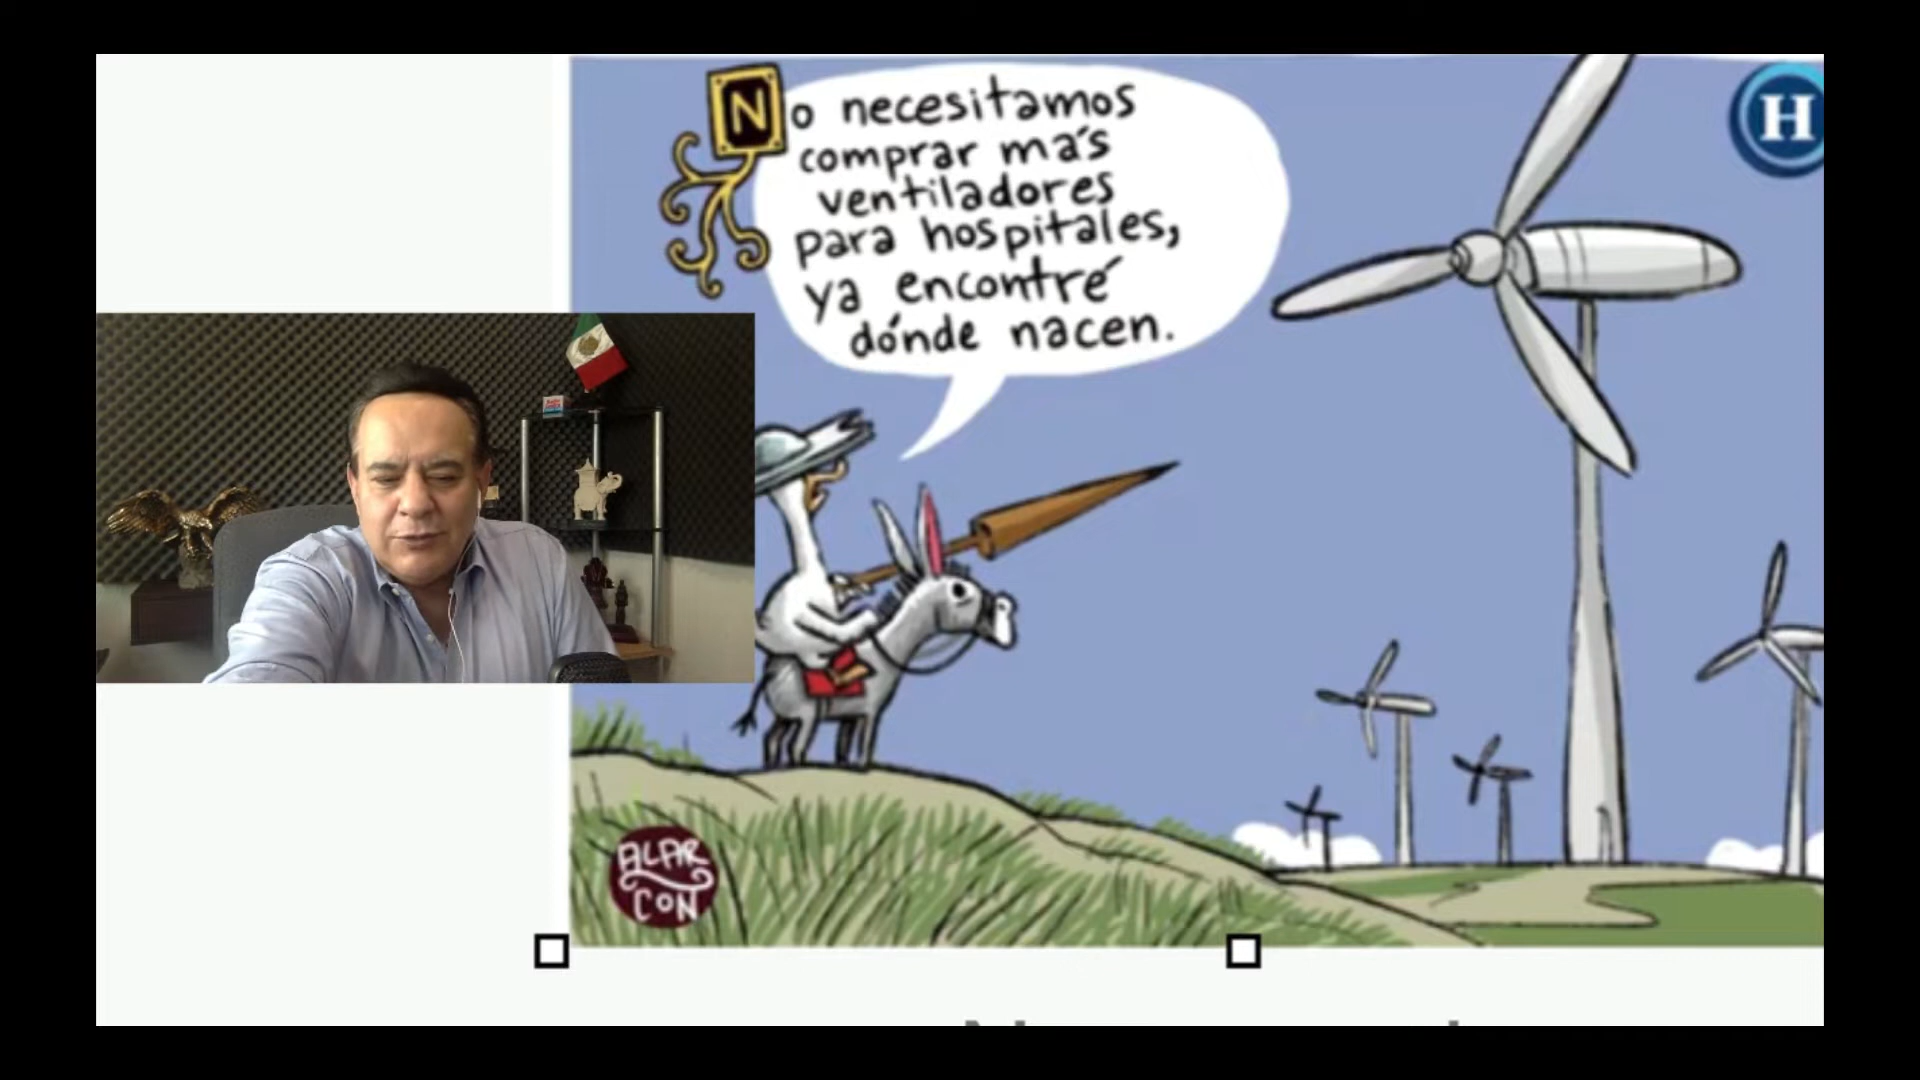 No necesitamos
comprar más
ventiladores
para hospitales,
ya encontré
dónde nacen.
H
ALAR
CON